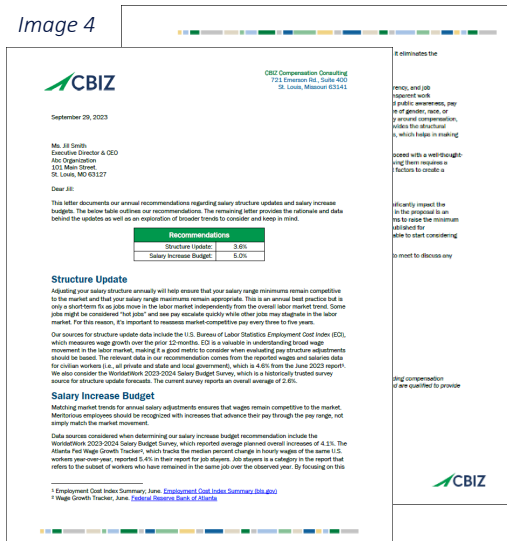 Image 4
CBIZ
CBIZ Compensation Consulting
721 Emerson Rd., Suite 400
St. Louis, Missouri 63141
September 29, 2023
Ms. Jill Smith
Executive Director & CEO
Abc Organization
101 Main Street.
St. Louis, MO 63127
Dear Jill:
This letter documents our annual recommendations regarding salary structure updates and salary increase
budgets. The below table outlines our recommendations. The remaining letter provides the rationale and data
behind the updates as well as an exploration of broader trends to consider and keep in mind.
Recommendations
Structure Update: 3.6%
Salary Increase Budget: 5.0%
Structure Update
Adjusting your salary structure annually will help ensure that your salary range minimums remain competitive
to the market and that your salary range maximums remain appropriate. This is an annual best practice but is
only a short-term fix as jobs move in the labor market independently from the overall labor market trend. Some
jobs might be considered "hot jobs" and see pay escalate quickly while other jobs may stagnate in the labor
market. For this reason, it's important to reassess market-competitive pay every three to five years.
Our sources for structure update data include the U.S. Bureau of Labor Statistics Employment Cost Index (ECI),
which measures wage growth over the prior 12-months. ECI is a valuable in understanding broad wage
movement in the labor market, making it a good metric to consider when evaluating pay structure adjustments
should be based. The relevant data in our recommendation comes from the reported wages and salaries data
for civilian workers (i.e., all private and state and local government), which is 4.6% from the June 2023 report¹.
We also consider the WorldatWork 2023-2024 Salary Budget Survey, which is a historically trusted survey
source for structure update forecasts. The current survey reports an overall average of 2.6%.
Salary Increase Budget
Matching market trends for annual salary adjustments ensures that wages remain competitive to the market.
Meritorious employees should be recognized with increases that advance their pay through the pay range, not
simply match the market movement.
Data sources considered when determining our salary increase budget recommendation include the
WorldatWork 2023-2024 Salary Budget Survey, which reported average planned overall increases of 4.1%. The
Atlanta Fed Wage Growth Tracker², which tracks the median percent change in hourly wages of the same U.S.
workers year-over-year, reported 5.4% in their report for job stayers. Job stayers is a category in the report that
refers to the subset of workers who have remained in the same job over the observed year. By focusing on this
¹ Employment Cost Index Summary; June. Employment Cost Index Summary (bls.gov)
² Wage Growth Tracker, June. Federal Reserve Bank of Atlanta
it eliminates the
rency, and job
nsparent work
d public awareness, pay
re of gender, race, or
y around compensation,
vides the structural
s, which helps in making
oceed with a well-thought-
ving them requires a
factors to create a
nificantly impact the
in the proposal is an
ms to raise the minimum
ublished for
able to start considering
o meet to discuss any
ding compensation
d are qualified to provide
CBIZ